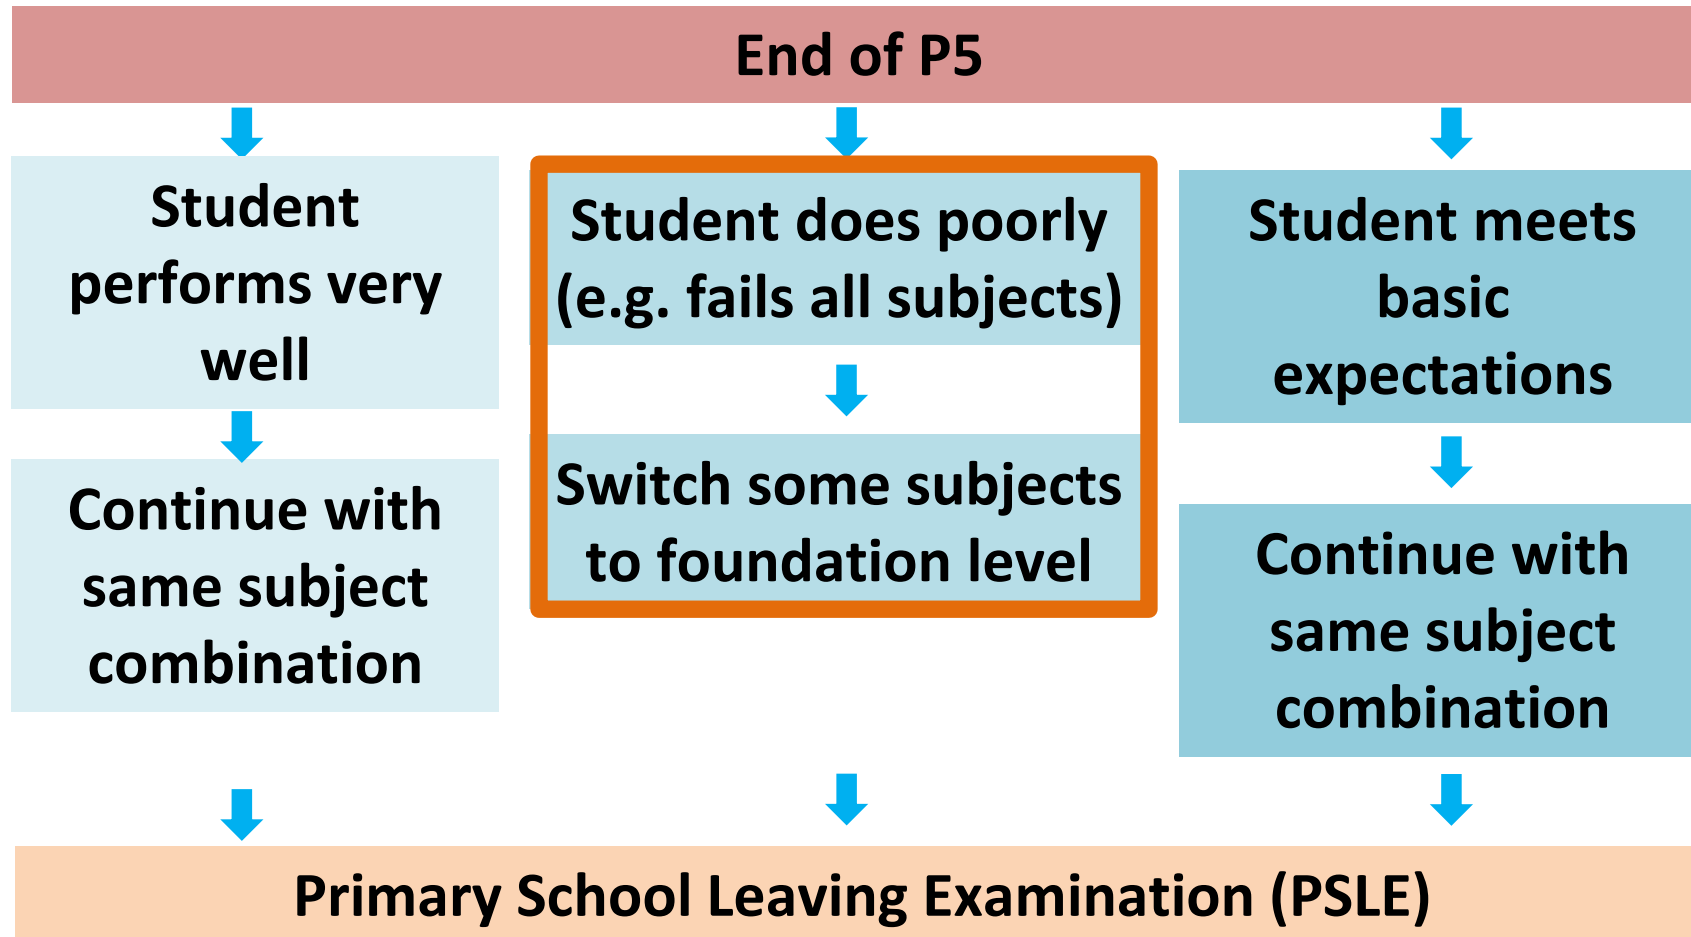 End of P5
Student
performs very
well
Continue with
same subject
combination
Student does poorly
(e.g. fails all subjects)
Switch some subjects
to foundation level
Student meets
basic
expectations
Continue with
same subject
combination
Primary School Leaving Examination (PSLE)